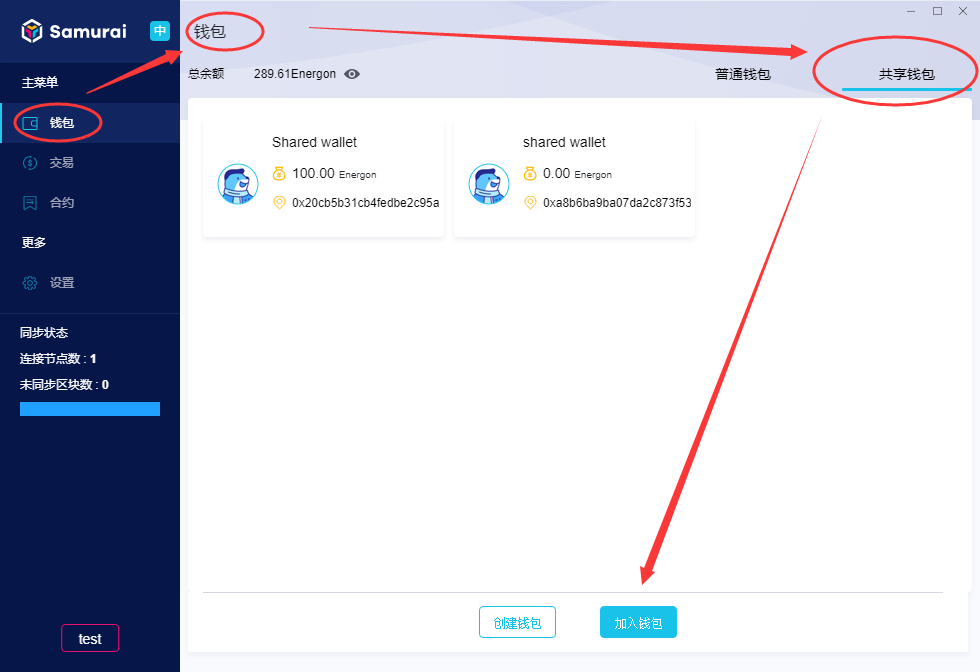 Samurai
中
主菜单
钱包
交易
合约
更多
设置
同步状态
连接节点数 : 1
未同步区块数 : 0
test
钱包
总余额
289.61Energon
普通钱包
共享钱包
Shared wallet
100.00 Energon
0x20cb5b31cb4fedbe2c95a
shared wallet
0.00 Energon
0xa8b6ba9ba07da2c873f53
创建钱包
加入钱包